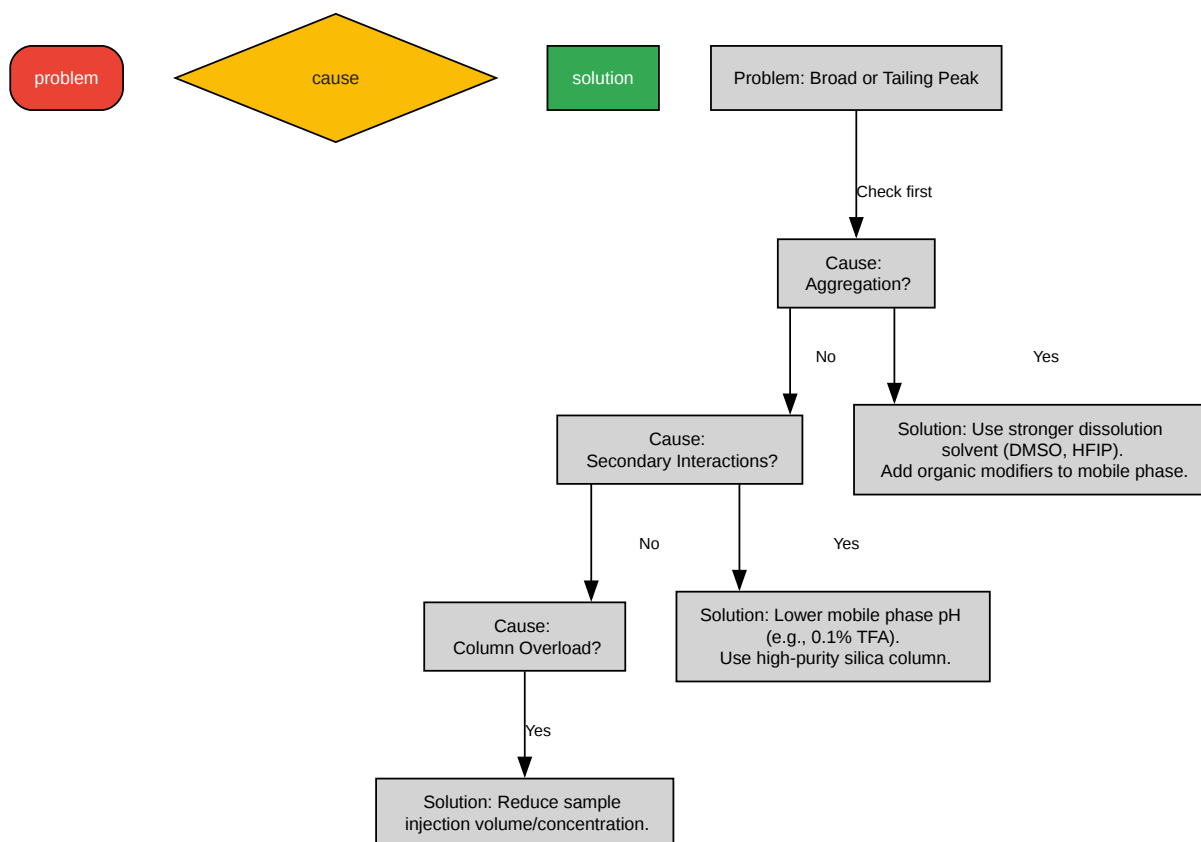 problem
cause
solution
Problem: Broad or Tailing Peak
Check first
Cause:
Aggregation?
No
Yes
Cause:
Secondary Interactions?
Solution: Use stronger dissolution
solvent (DMSO, HFIP).
Add organic modifiers to mobile phase.
No
Yes
Cause:
Column Overload?
Solution: Lower mobile phase pH
(e.g., 0.1% TFA).
Use high-purity silica column.
Yes
Solution: Reduce sample
injection volume/concentration.